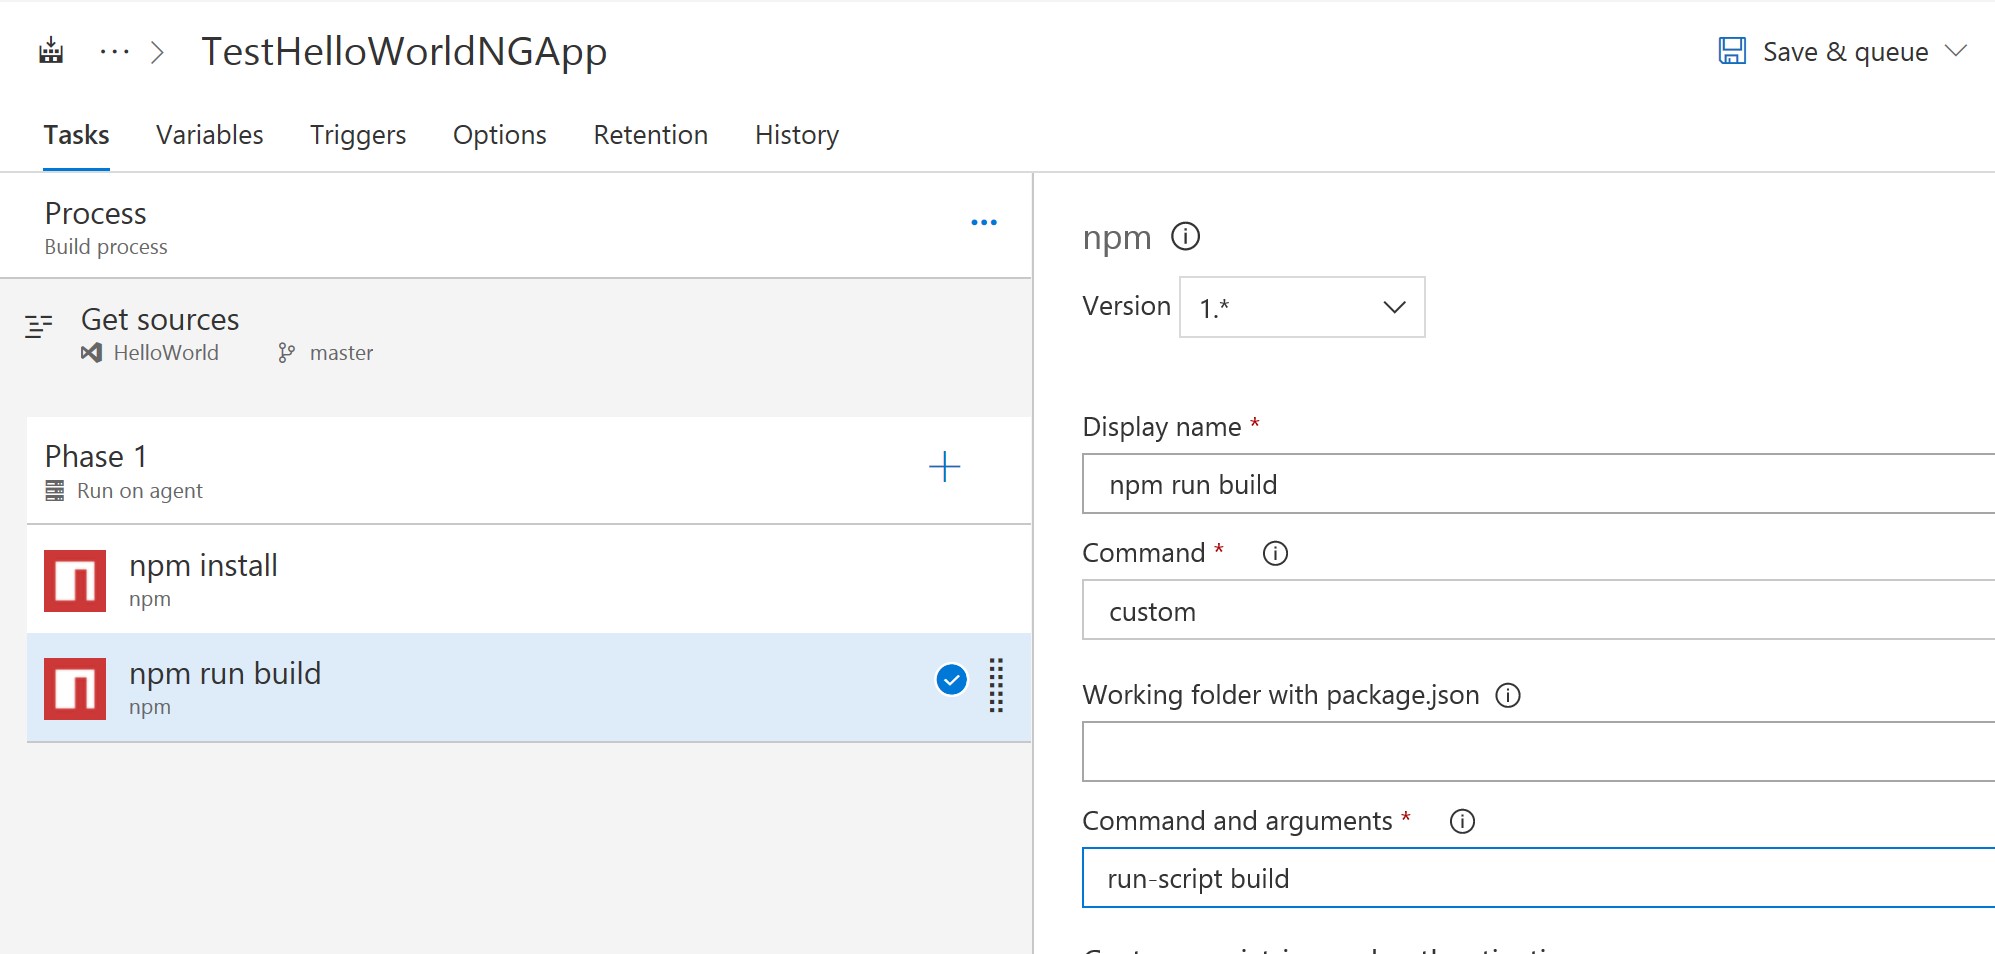 TestHelloWorldNGApp
Save & queue
Tasks Variables Triggers Options Retention History
Process
Build process
Get sources
HelloWorld master
Phase 1
Run on agent
npm install
npm
npm run build
npm
npm
Version 1.*
Display name *
npm run build
Command *
custom
Working folder with package.json
Command and arguments *
run-script build